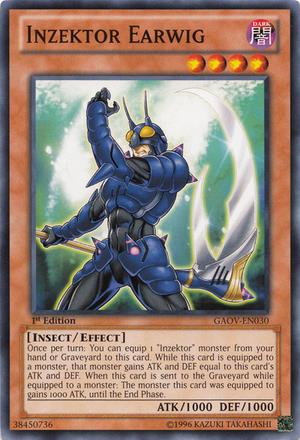 INZEKTOR EARWIG
DARK
闇
1st Edition
GAOV-EN030
[INSECT/EFFECT]
Once per turn: You can equip 1 "Inzektor" monster from your
hand or Graveyard to this card. While this card is equipped to
a monster, that monster gains ATK and DEF equal to this card's
ATK and DEF. When this card is sent to the Graveyard while
equipped to a monster: The monster this card was equipped to
gains 1000 ATK, until the End Phase.
38450736
©1996 KAZUKI TAKAHASHI